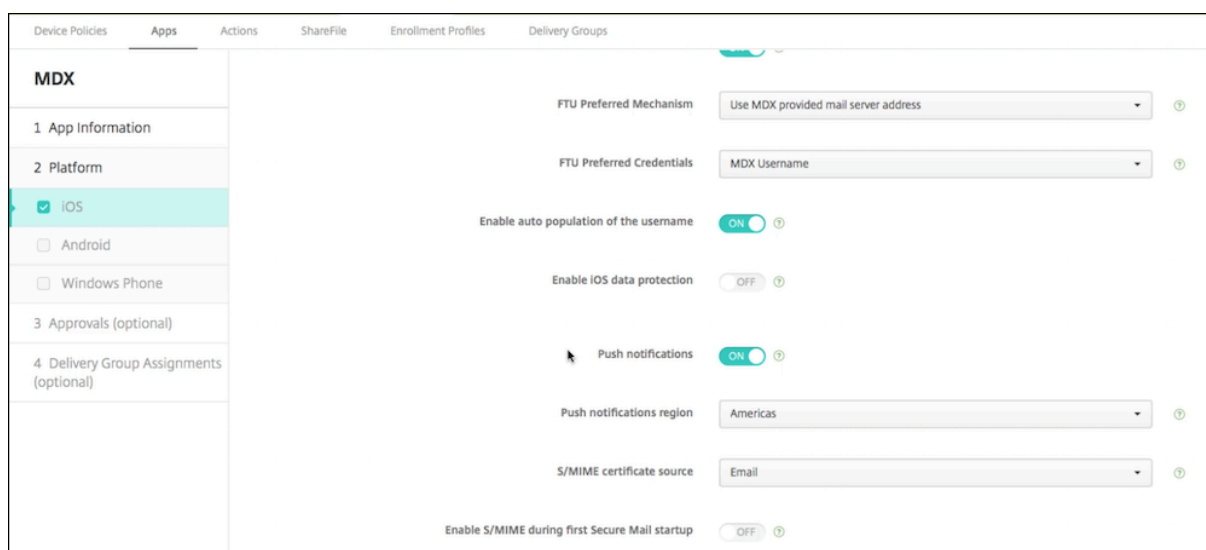 Device Policies Apps Actions ShareFile Enrollment Profiles Delivery Groups
MDX
1 App Information
2 Platform
iOS
Android
Windows Phone
3 Approvals (optional)
4 Delivery Group Assignments
(optional)
FTU Preferred Mechanism Use MDX provided mail server address
FTU Preferred Credentials MDX Username
Enable auto population of the username ON
Enable iOS data protection OFF
Push notifications ON
Push notifications region Americas
S/MIME certificate source Email
Enable S/MIME during first Secure Mail startup OFF